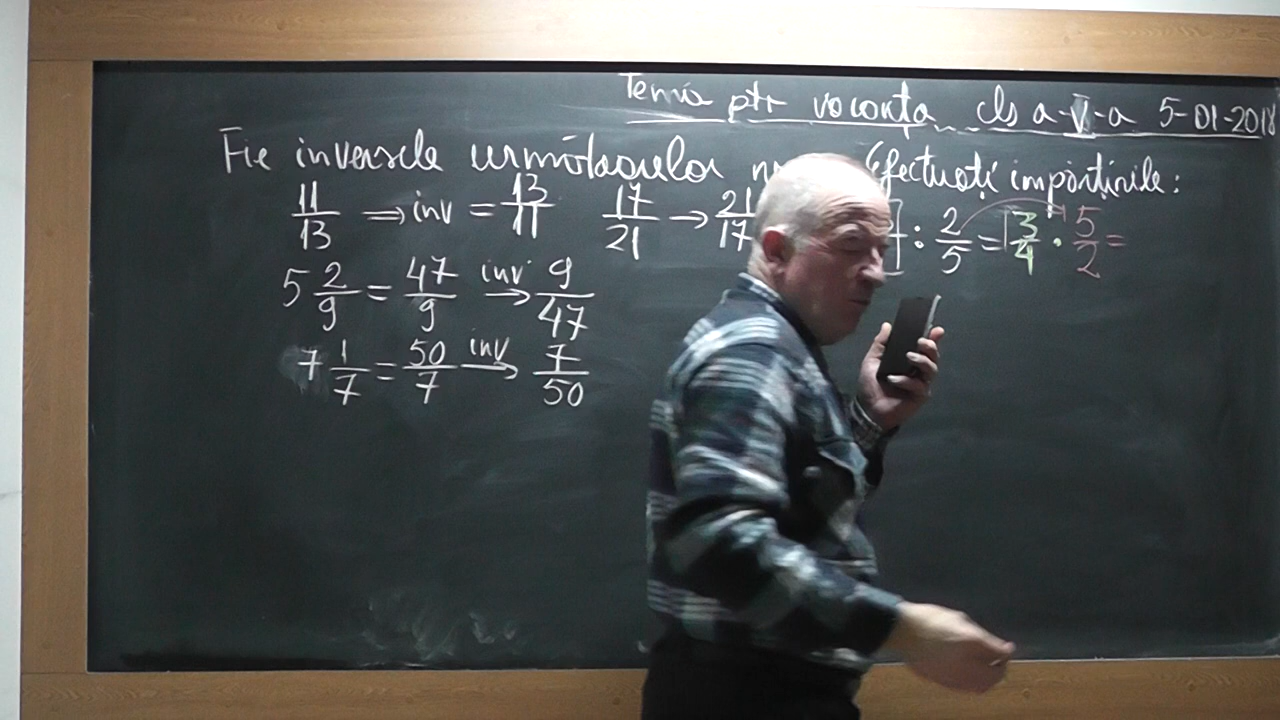 Tema ptr vacanța cls a-V-a 5-01-2018
Fie inversele următoarelor Efectuați împărțirile:
11/13 ⇒ inv = 13/11 17/21 → 21/17 : 2/5 = 3/4 · 5/2 =
5 2/9 = 47/9 inv → 9/47
7 1/7 = 50/7 inv → 7/50